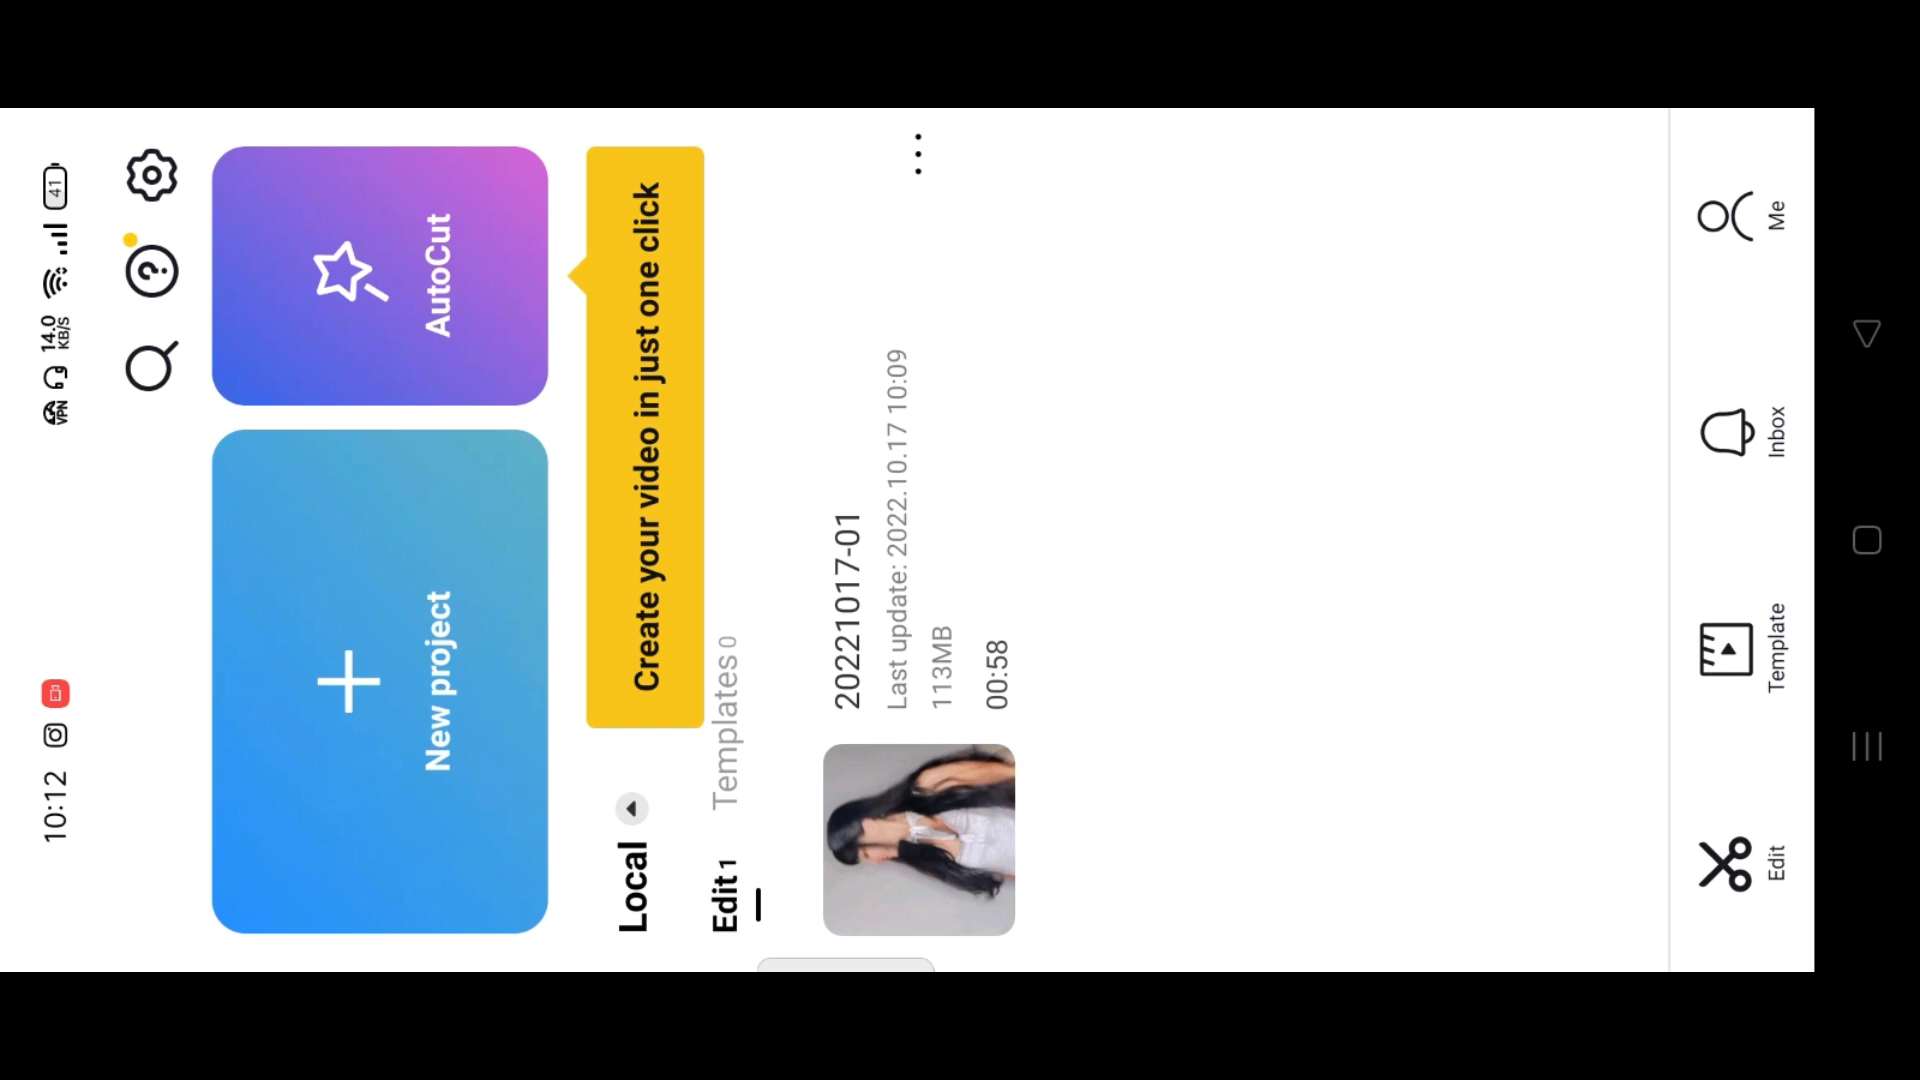 10:12
VPN 14.0 KB/S 41
New project
AutoCut
Create your video in just one click
Local
Edit 1 Templates 0
20221017-01
Last update: 2022.10.17 10:09
113MB
00:58
Edit
Template
Inbox
Me